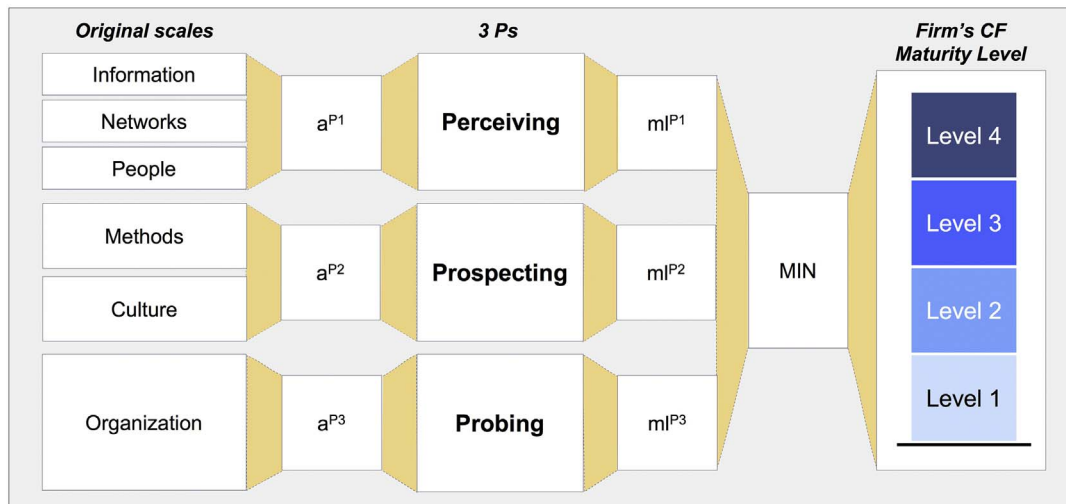 Original scales
3 Ps
Firm's CF
Maturity Level
Information
Networks
People
a^P1
Perceiving
ml^P1
Methods
Culture
a^P2
Prospecting
ml^P2
Organization
a^P3
Probing
ml^P3
MIN
Level 4
Level 3
Level 2
Level 1